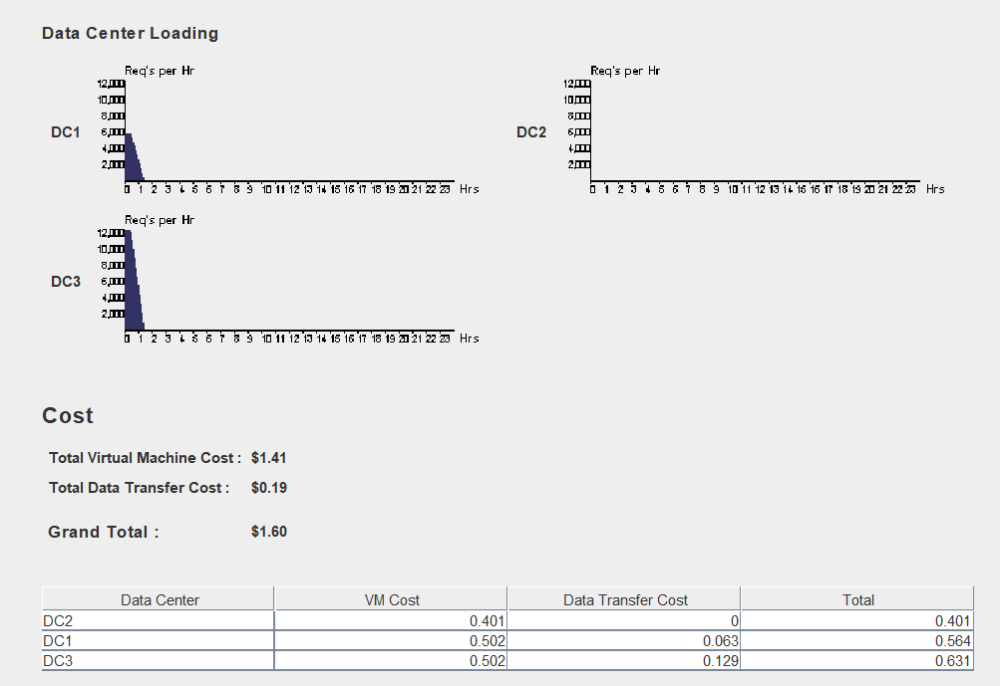 Data Center Loading
Req's per Hr
12,000
10,000
8,000
6,000
4,000
2,000
DC1
0 1 2 3 4 5 6 7 8 9 10 11 12 13 14 15 16 17 18 19 20 21 22 23 Hrs
Req's per Hr
12,000
10,000
8,000
6,000
4,000
2,000
DC2
0 1 2 3 4 5 6 7 8 9 10 11 12 13 14 15 16 17 18 19 20 21 22 23 Hrs
Req's per Hr
12,000
10,000
8,000
6,000
4,000
2,000
DC3
0 1 2 3 4 5 6 7 8 9 10 11 12 13 14 15 16 17 18 19 20 21 22 23 Hrs
Cost
Total Virtual Machine Cost : $1.41
Total Data Transfer Cost : $0.19
Grand Total : $1.60
Data Center VM Cost Data Transfer Cost Total
DC2 0.401 0 0.401
DC1 0.502 0.063 0.564
DC3 0.502 0.129 0.631